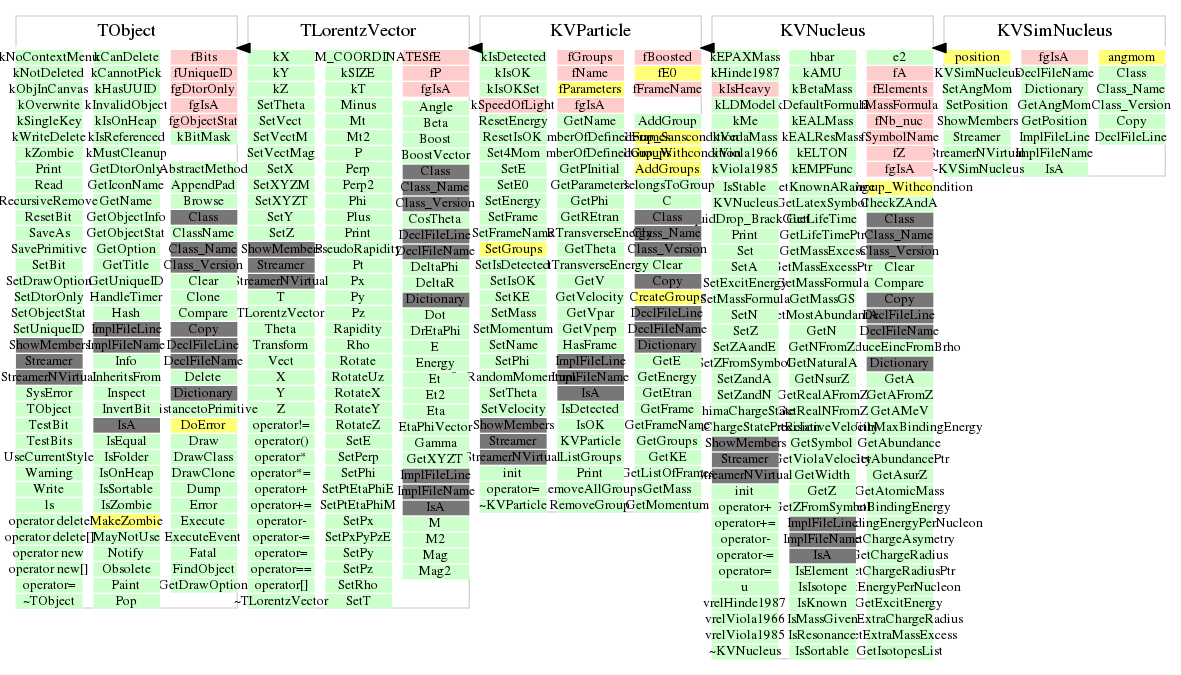 TObject
kNoContextMenu
kNotDeleted
kObjInCanvas
kOverwrite
kSingleKey
kWriteDelete
kZombie
Print
Read
RecursiveRemove
ResetBit
SaveAs
SavePrimitive
SetBit
SetDrawOption
SetDtorOnly
SetObjectStat
SetUniqueID
ShowMembers
Streamer
StreamerNVirtual
SysError
TObject
TestBit
TestBits
UseCurrentStyle
Warning
Write
ls
operator delete
operator delete[]
operator new
operator new[]
operator=
~TObject
kCanDelete
kCannotPick
kHasUUID
kInvalidObject
kIsOnHeap
kIsReferenced
kMustCleanup
GetDtorOnly
GetIconName
GetName
GetObjectInfo
GetObjectStat
GetOption
GetTitle
GetUniqueID
HandleTimer
Hash
ImplFileLine
ImplFileName
Info
InheritsFrom
Inspect
InvertBit
IsA
IsEqual
IsFolder
IsOnHeap
IsSortable
IsZombie
MakeZombie
MayNotUse
Notify
Obsolete
Paint
Pop
fBits
fUniqueID
fgDtorOnly
fgIsA
fgObjectStat
kBitMask
AbstractMethod
AppendPad
Browse
Class
ClassName
Class_Name
Class_Version
Clear
Clone
Compare
Copy
DeclFileLine
DeclFileName
Delete
Dictionary
DistancetoPrimitive
DoError
Draw
DrawClass
DrawClone
Dump
Error
Execute
ExecuteEvent
Fatal
FindObject
GetDrawOption
TLorentzVector
kX
kY
kZ
SetTheta
SetVect
SetVectM
SetVectMag
SetX
SetXYZM
SetXYZT
SetY
SetZ
ShowMembers
Streamer
StreamerNVirtual
T
TLorentzVector
Theta
Transform
Vect
X
Y
Z
operator!=
operator()
operator*
operator*=
operator+
operator+=
operator-
operator-=
operator=
operator==
operator[]
~TLorentzVector
M_COORDINATES
kSIZE
kT
Minus
Mt
Mt2
P
Perp
Perp2
Phi
Plus
Print
PseudoRapidity
Pt
Px
Py
Pz
Rapidity
Rho
Rotate
RotateUz
RotateX
RotateY
RotateZ
SetE
SetPerp
SetPhi
SetPtEtaPhiE
SetPtEtaPhiM
SetPx
SetPxPyPzE
SetPy
SetPz
SetRho
SetT
fE
fP
fgIsA
Angle
Beta
Boost
BoostVector
Class
Class_Name
Class_Version
CosTheta
DeclFileLine
DeclFileName
DeltaPhi
DeltaR
Dictionary
Dot
DrEtaPhi
E
Energy
Et
Et2
Eta
EtaPhiVector
Gamma
GetXYZT
ImplFileLine
ImplFileName
IsA
M
M2
Mag
Mag2
KVParticle
kIsDetected
kIsOK
kIsOKSet
kSpeedOfLight
ResetEnergy
ResetIsOK
Set4Mom
SetE
SetE0
SetEnergy
SetFrame
SetFrameName
SetGroups
SetIsDetected
SetIsOK
SetKE
SetMass
SetMomentum
SetName
SetPhi
SetRandomMomentum
SetTheta
SetVelocity
ShowMembers
Streamer
StreamerNVirtual
init
operator=
~KVParticle
fGroups
fName
fParameters
fgIsA
GetName
GetPInitial
GetParameters
GetPhi
GetREtran
GetRTransverseEnergy
GetTheta
GetTransverseEnergy
GetV
GetVelocity
GetVpar
GetVperp
HasFrame
ImplFileLine
ImplFileName
IsA
IsDetected
IsOK
KVParticle
ListGroups
Print
RemoveAllGroups
RemoveGroup
fBoosted
fE0
fFrameName
AddGroup
AddGroups
BelongsToGroup
C
Class
Class_Name
Class_Version
Clear
Copy
CreateGroups
DeclFileLine
DeclFileName
Dictionary
GetE
GetEnergy
GetEtran
GetFrame
GetFrameName
GetGroups
GetKE
GetListOfFrames
GetMass
GetMomentum
KVNucleus
kEPAXMass
kHinde1987
kIsHeavy
kLDModel
kMe
kViola1966
kViola1985
IsStable
KVNucleus
Print
Set
SetA
SetExcitEnergy
SetMassFormula
SetN
SetZ
SetZAandE
SetZFromSymbol
SetZandA
SetZandN
ShowMembers
Streamer
StreamerNVirtual
init
operator+
operator+=
operator-
operator-=
operator=
u
vrelHinde1987
vrelViola1966
vrelViola1985
~KVNucleus
hbar
kAMU
kBetaMass
kDefaultFormula
kEALMass
kEALResMass
kELTON
kEMPFunc
GetLatexSymbol
GetLifeTime
GetLifeTimePtr
GetMassExcess
GetMassExcessPtr
GetMassFormula
GetMassGS
GetN
GetNFromZ
GetNaturalA
GetNsurZ
GetRealAFromZ
GetRealNFromZ
GetRelativeVelocity
GetSymbol
GetViolaVelocity
GetWidth
GetZ
GetZFromSymbol
ImplFileLine
ImplFileName
IsA
IsElement
IsIsotope
IsKnown
IsMassGiven
IsResonance
IsSortable
e2
fA
fElements
fMassFormula
fNb_nuc
fSymbolName
fZ
fgIsA
CheckZAndA
Class
Class_Name
Class_Version
Clear
Compare
Copy
DeclFileLine
DeclFileName
Dictionary
GetA
GetAFromZ
GetAMeV
GetAbundance
GetAbundancePtr
GetAsurZ
GetAtomicMass
GetBindingEnergy
GetChargeAsymetry
GetChargeRadius
GetChargeRadiusPtr
GetExcitEnergy
GetExtraChargeRadius
GetExtraMassExcess
GetIsotopesList
KVSimNucleus
position
KVSimNucleus
SetAngMom
SetPosition
ShowMembers
Streamer
StreamerNVirtual
~KVSimNucleus
fgIsA
DeclFileName
Dictionary
GetAngMom
GetPosition
ImplFileLine
ImplFileName
IsA
angmom
Class
Class_Name
Class_Version
Copy
DeclFileLine